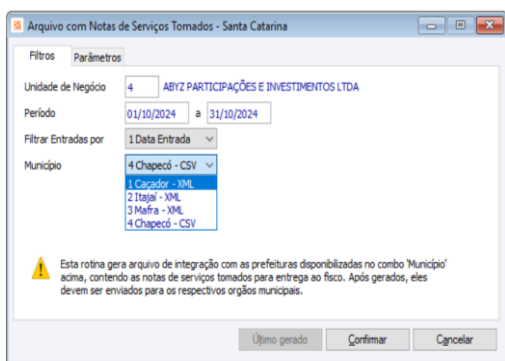 Arquivo com Notas de Serviços Tomados - Santa Catarina
Filtros Parâmetros
Unidade de Negócio 4 ABYZ PARTICIPAÇÕES E INVESTIMENTOS LTDA
Período 01/10/2024 a 31/10/2024
Filtrar Entradas por 1 Data Entrada
Município 4 Chapecó - CSV
1 Caçador - XML
2 Itajaí - XML
3 Mafra - XML
4 Chapecó - CSV
Esta rotina gera arquivo de integração com as prefeituras disponibilizadas no combo 'Município'
acima, contendo as notas de serviços tomados para entrega ao fisco. Após gerados, eles
devem ser enviados para os respectivos orgãos municipais.
Último gerado Confirmar Cancelar